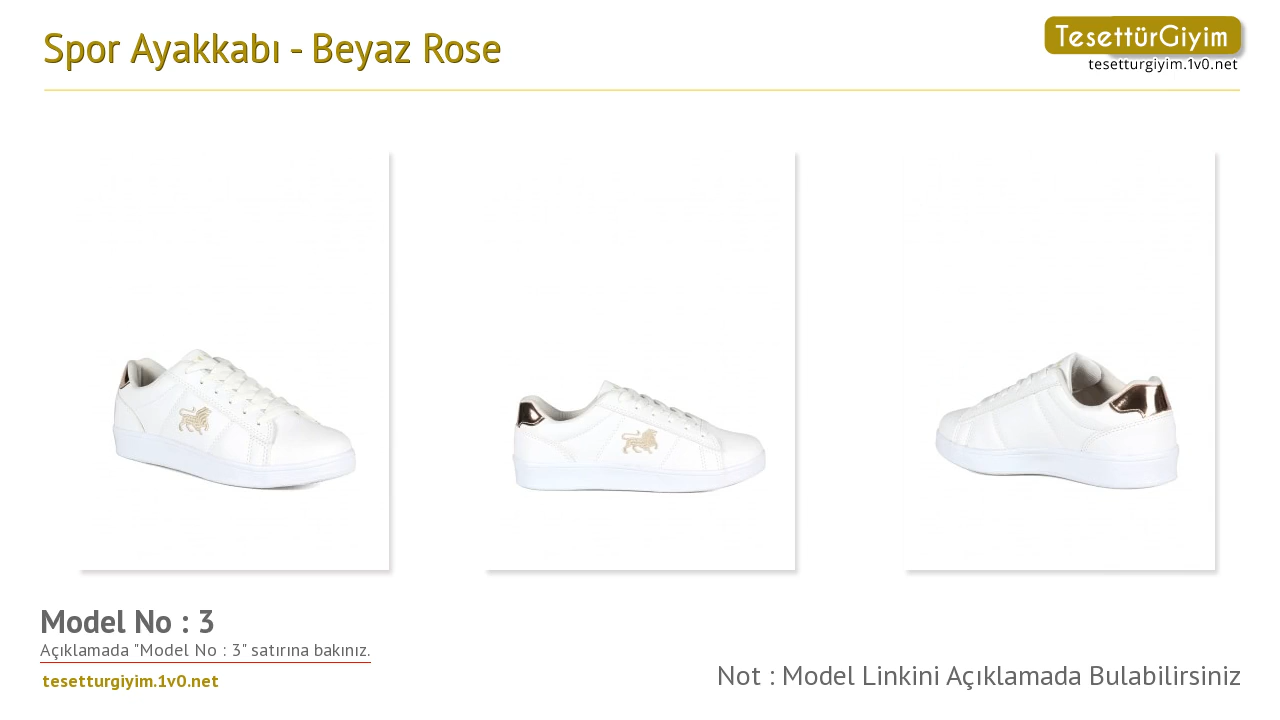 Spor Ayakkabı - Beyaz Rose
TesettürGiyim
tesetturgiyim.1v0.net
Model No : 3
Açıklamada "Model No : 3" satırına bakınız.
tesetturgiyim.1v0.net
Not : Model Linkini Açıklamada Bulabilirsiniz